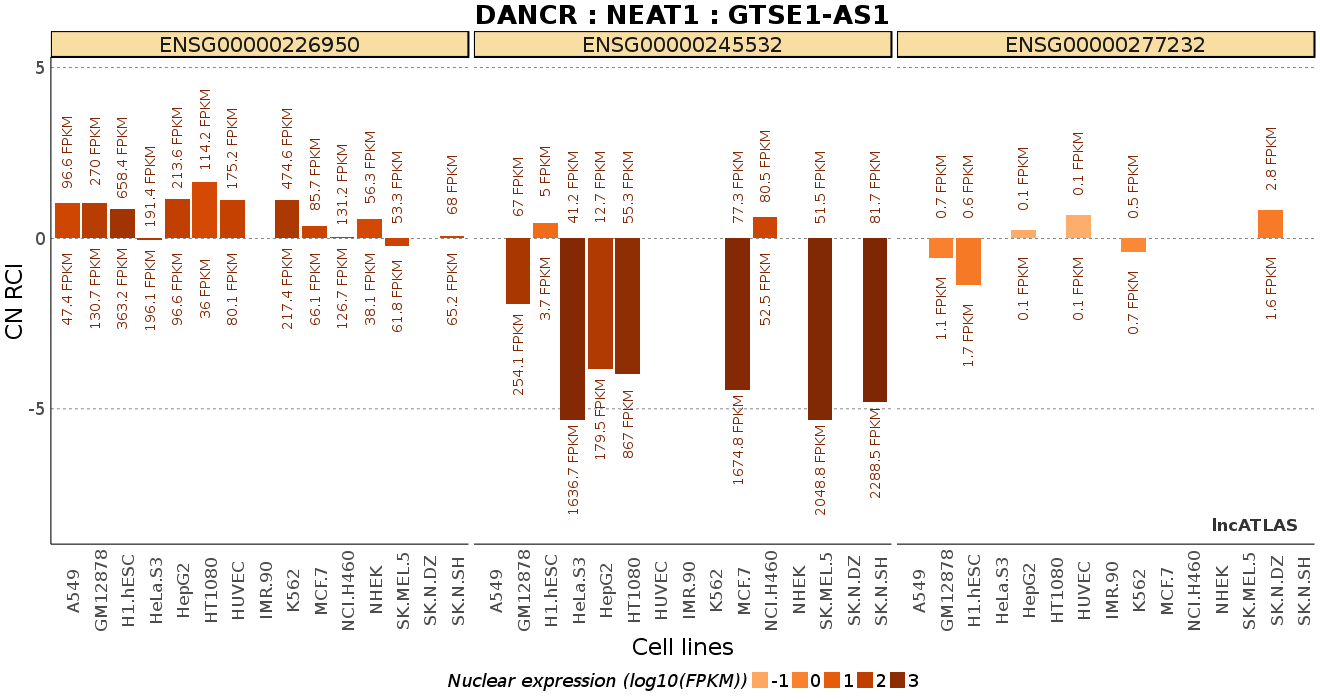 DANCR : NEAT1 : GTSE1-AS1
ENSG00000226950 ENSG00000245532 ENSG00000277232
CN RCI
5
0
-5
96.6 FPKM 270 FPKM 658.4 FPKM 191.4 FPKM 213.6 FPKM 114.2 FPKM 175.2 FPKM 474.6 FPKM 85.7 FPKM 131.2 FPKM 56.3 FPKM 53.3 FPKM 68 FPKM
47.4 FPKM 130.7 FPKM 363.2 FPKM 196.1 FPKM 96.6 FPKM 36 FPKM 80.1 FPKM 217.4 FPKM 66.1 FPKM 126.7 FPKM 38.1 FPKM 61.8 FPKM 65.2 FPKM
67 FPKM 5 FPKM 41.2 FPKM 12.7 FPKM 55.3 FPKM 77.3 FPKM 80.5 FPKM 51.5 FPKM 81.7 FPKM
254.1 FPKM 3.7 FPKM 1636.7 FPKM 179.5 FPKM 867 FPKM 1674.8 FPKM 52.5 FPKM 2048.8 FPKM 2288.5 FPKM
0.7 FPKM 0.6 FPKM 0.1 FPKM 0.1 FPKM 0.5 FPKM 2.8 FPKM
1.1 FPKM 1.7 FPKM 0.1 FPKM 0.1 FPKM 0.7 FPKM 1.6 FPKM
lncATLAS
A549 GM12878 H1.hESC HeLa.S3 HepG2 HT1080 HUVEC IMR.90 K562 MCF.7 NCI.H460 NHEK SK.MEL.5 SK.N.DZ SK.N.SH
A549 GM12878 H1.hESC HeLa.S3 HepG2 HT1080 HUVEC IMR.90 K562 MCF.7 NCI.H460 NHEK SK.MEL.5 SK.N.DZ SK.N.SH
A549 GM12878 H1.hESC HeLa.S3 HepG2 HT1080 HUVEC IMR.90 K562 MCF.7 NCI.H460 NHEK SK.MEL.5 SK.N.DZ SK.N.SH
Cell lines
Nuclear expression (log10(FPKM)) -1 0 1 2 3